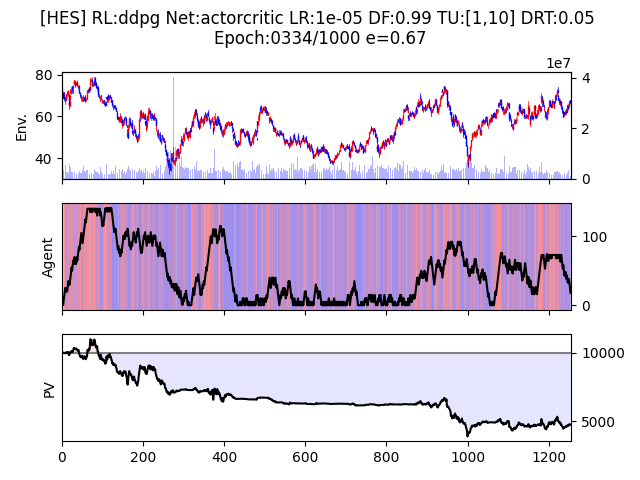 [HES] RL:ddpg Net:actorcritic LR:1e-05 DF:0.99 TU:[1,10] DRT:0.05
Epoch:0334/1000 e=0.67
1e7
80
60
40
Env.
4
2
0
Agent
100
0
PV
10000
5000
0 200 400 600 800 1000 1200